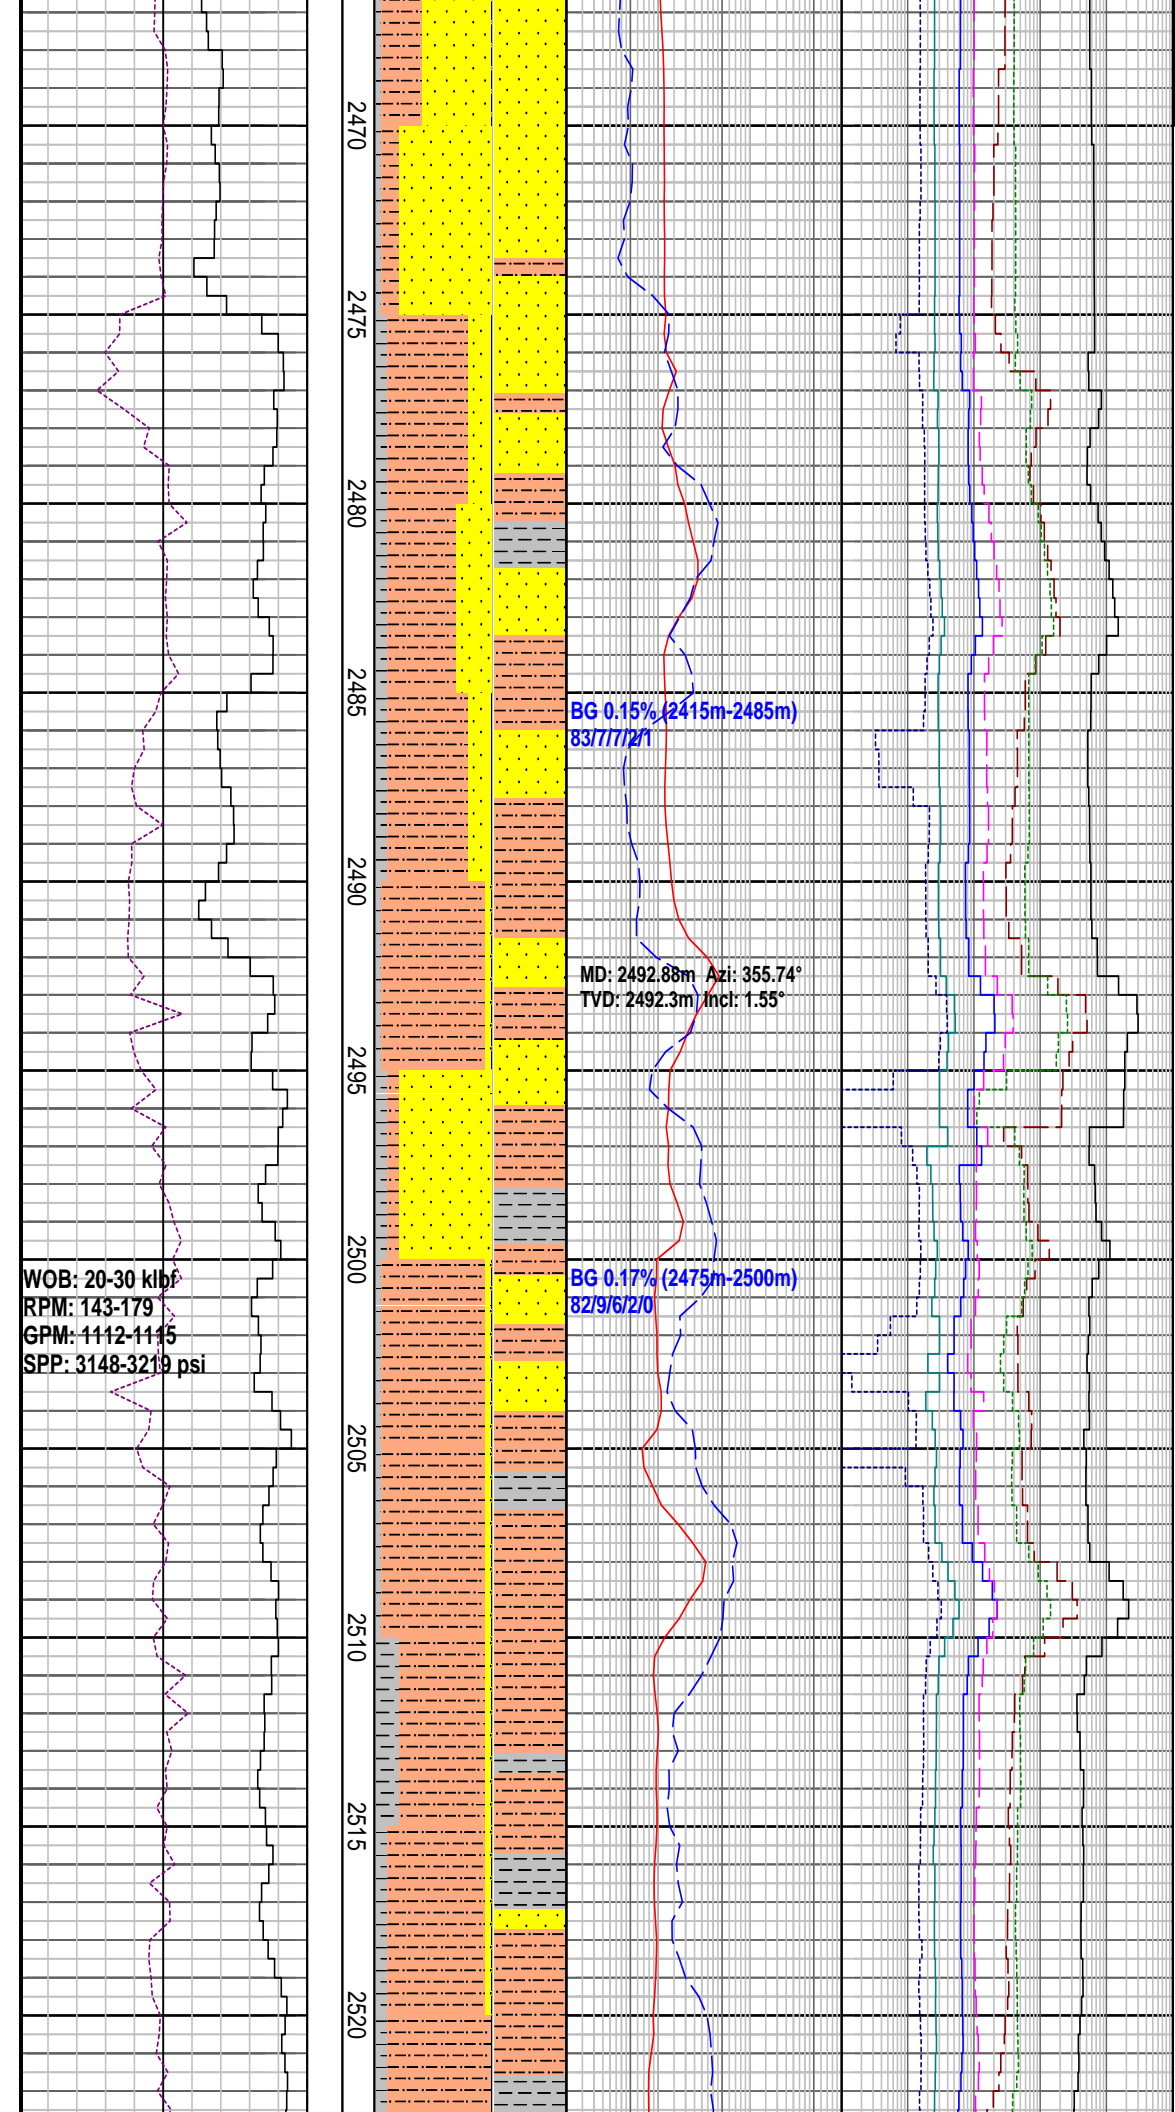 2470
2475
2480
2485
BG 0.15% (2415m-2485m)
83/7/7/2/1
2490
MD: 2492.88m Azi: 355.74°
TVD: 2492.3m Incl: 1.55°
2495
2500
WOB: 20-30 klbf
RPM: 143-179
GPM: 1112-1115
SPP: 3148-3219 psi
BG 0.17% (2475m-2500m)
82/9/6/2/0
2505
2510
2515
2520